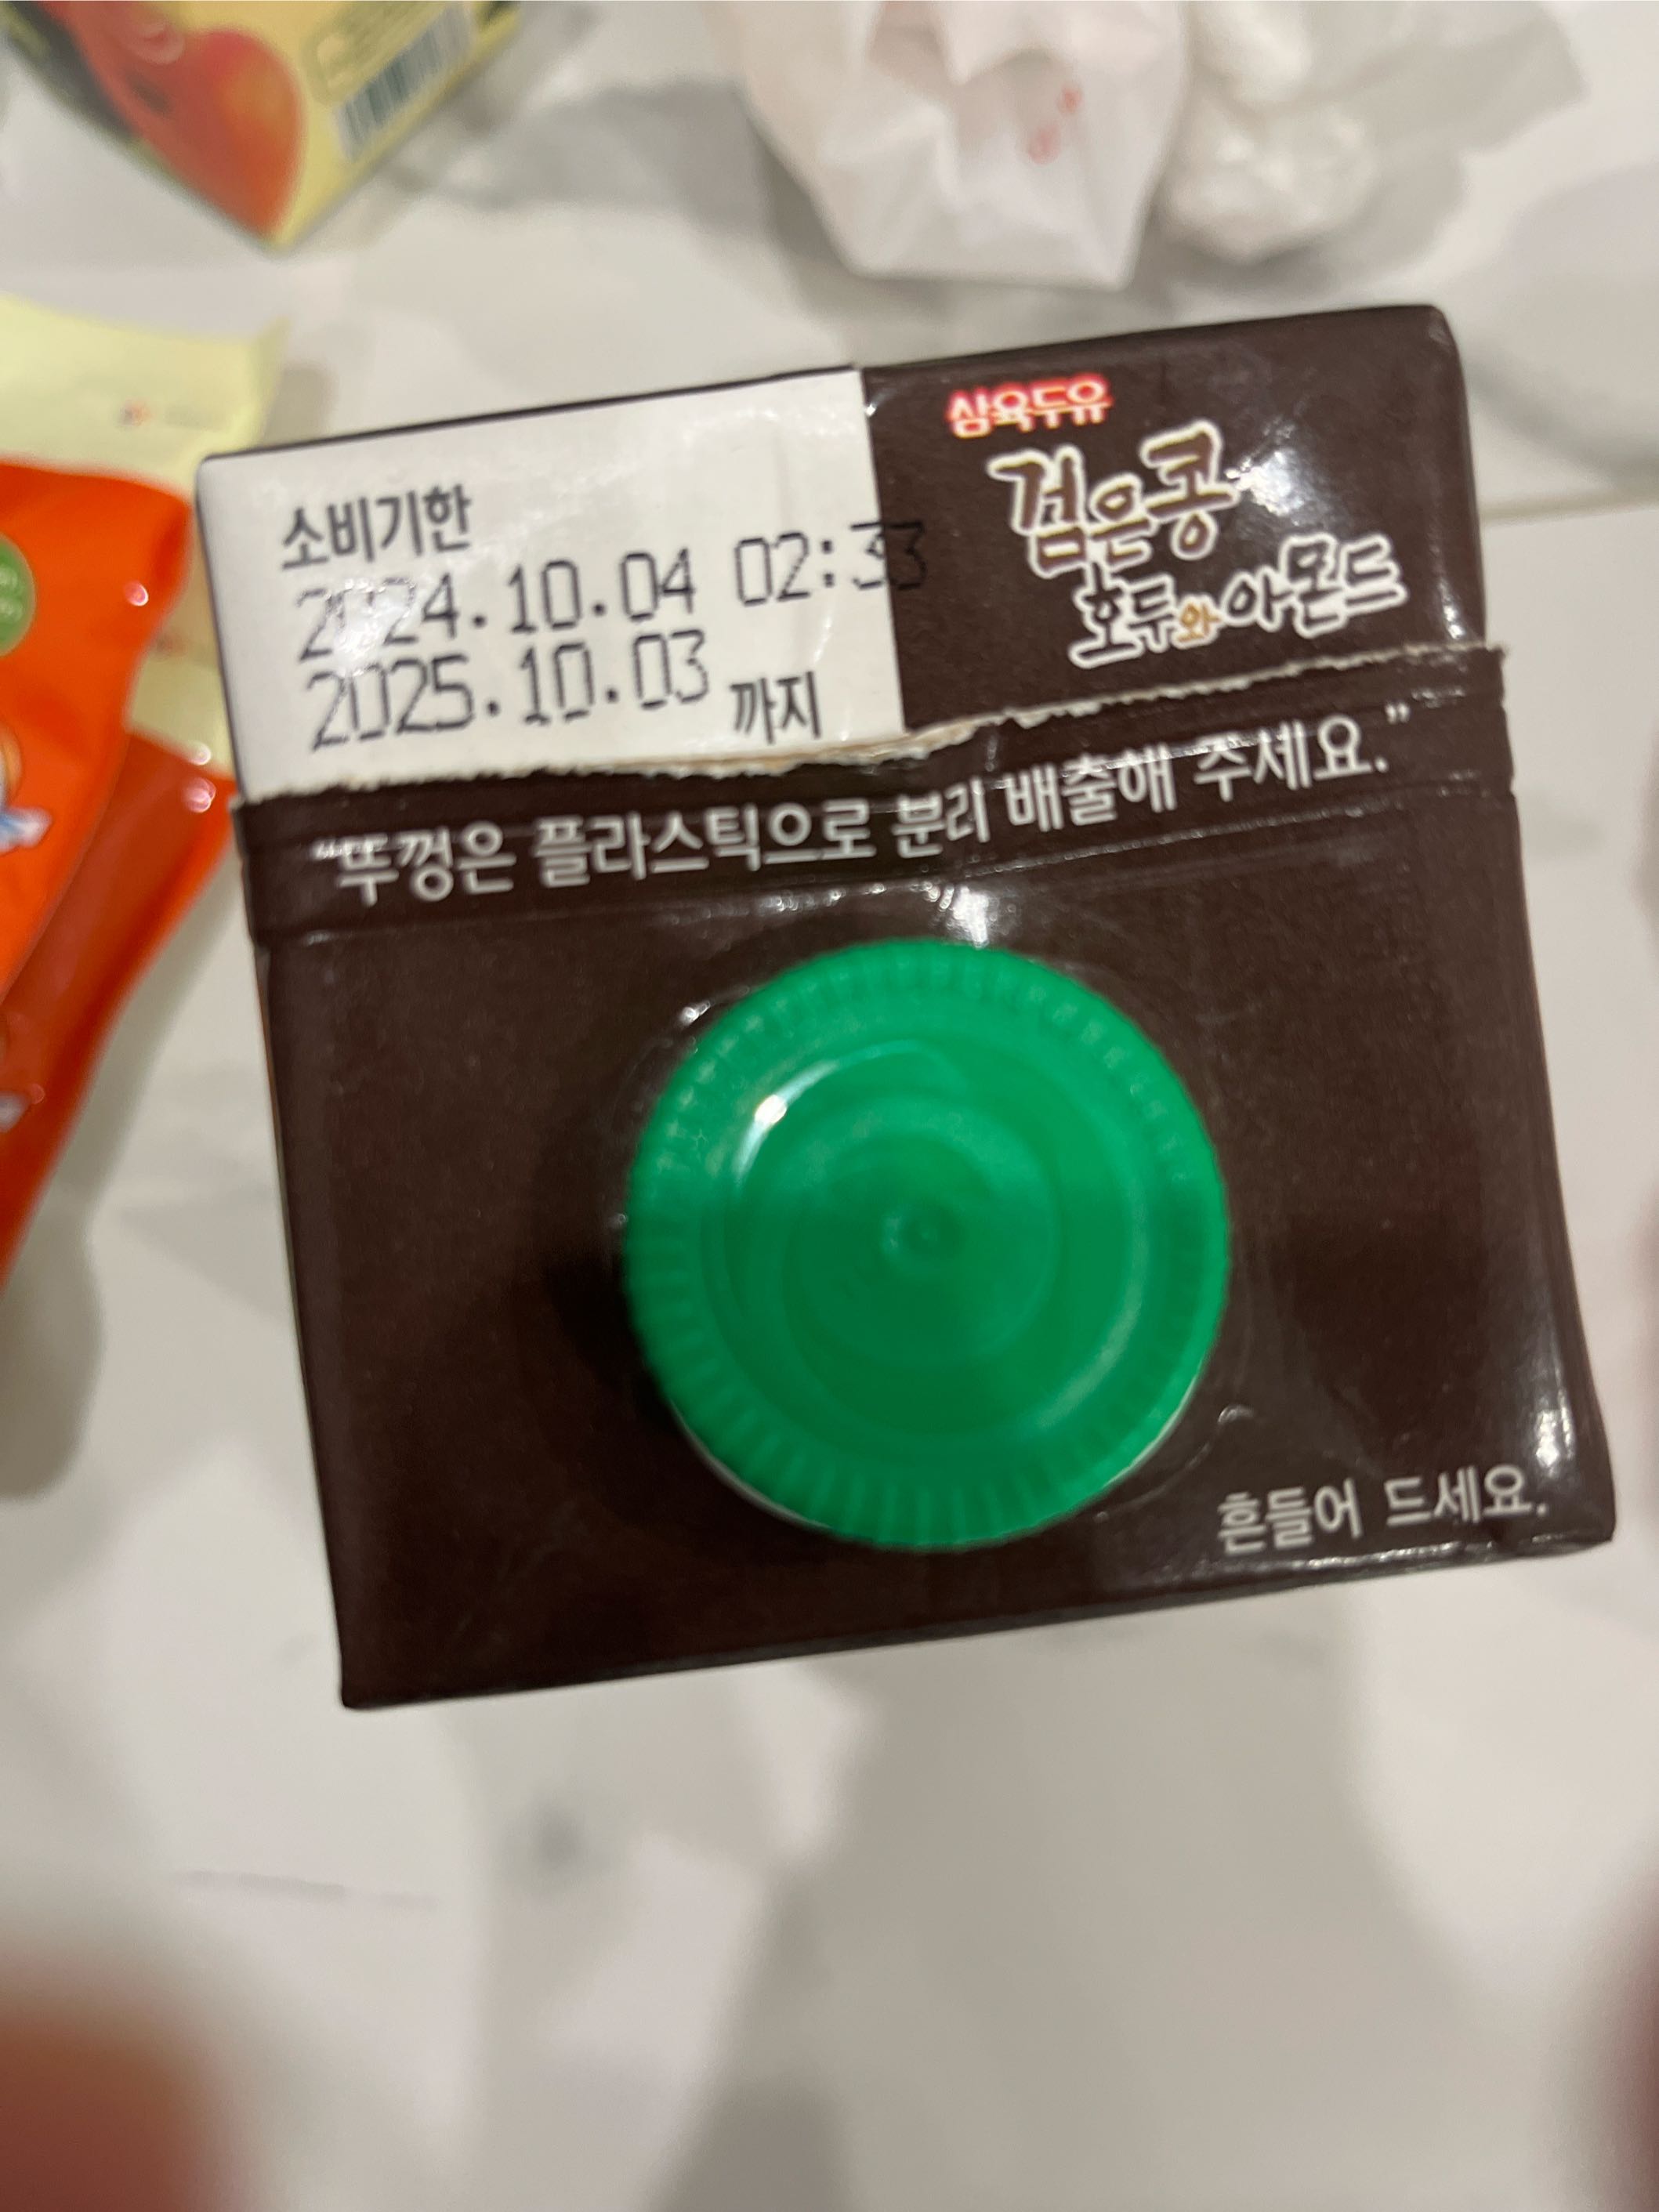 소비기한
2024.10.04 02:33
2025.10.03 까지
삼육두유
검은콩
호두와아몬드
"뚜껑은 플라스틱으로 분리 배출해 주세요."
흔들어 드세요.